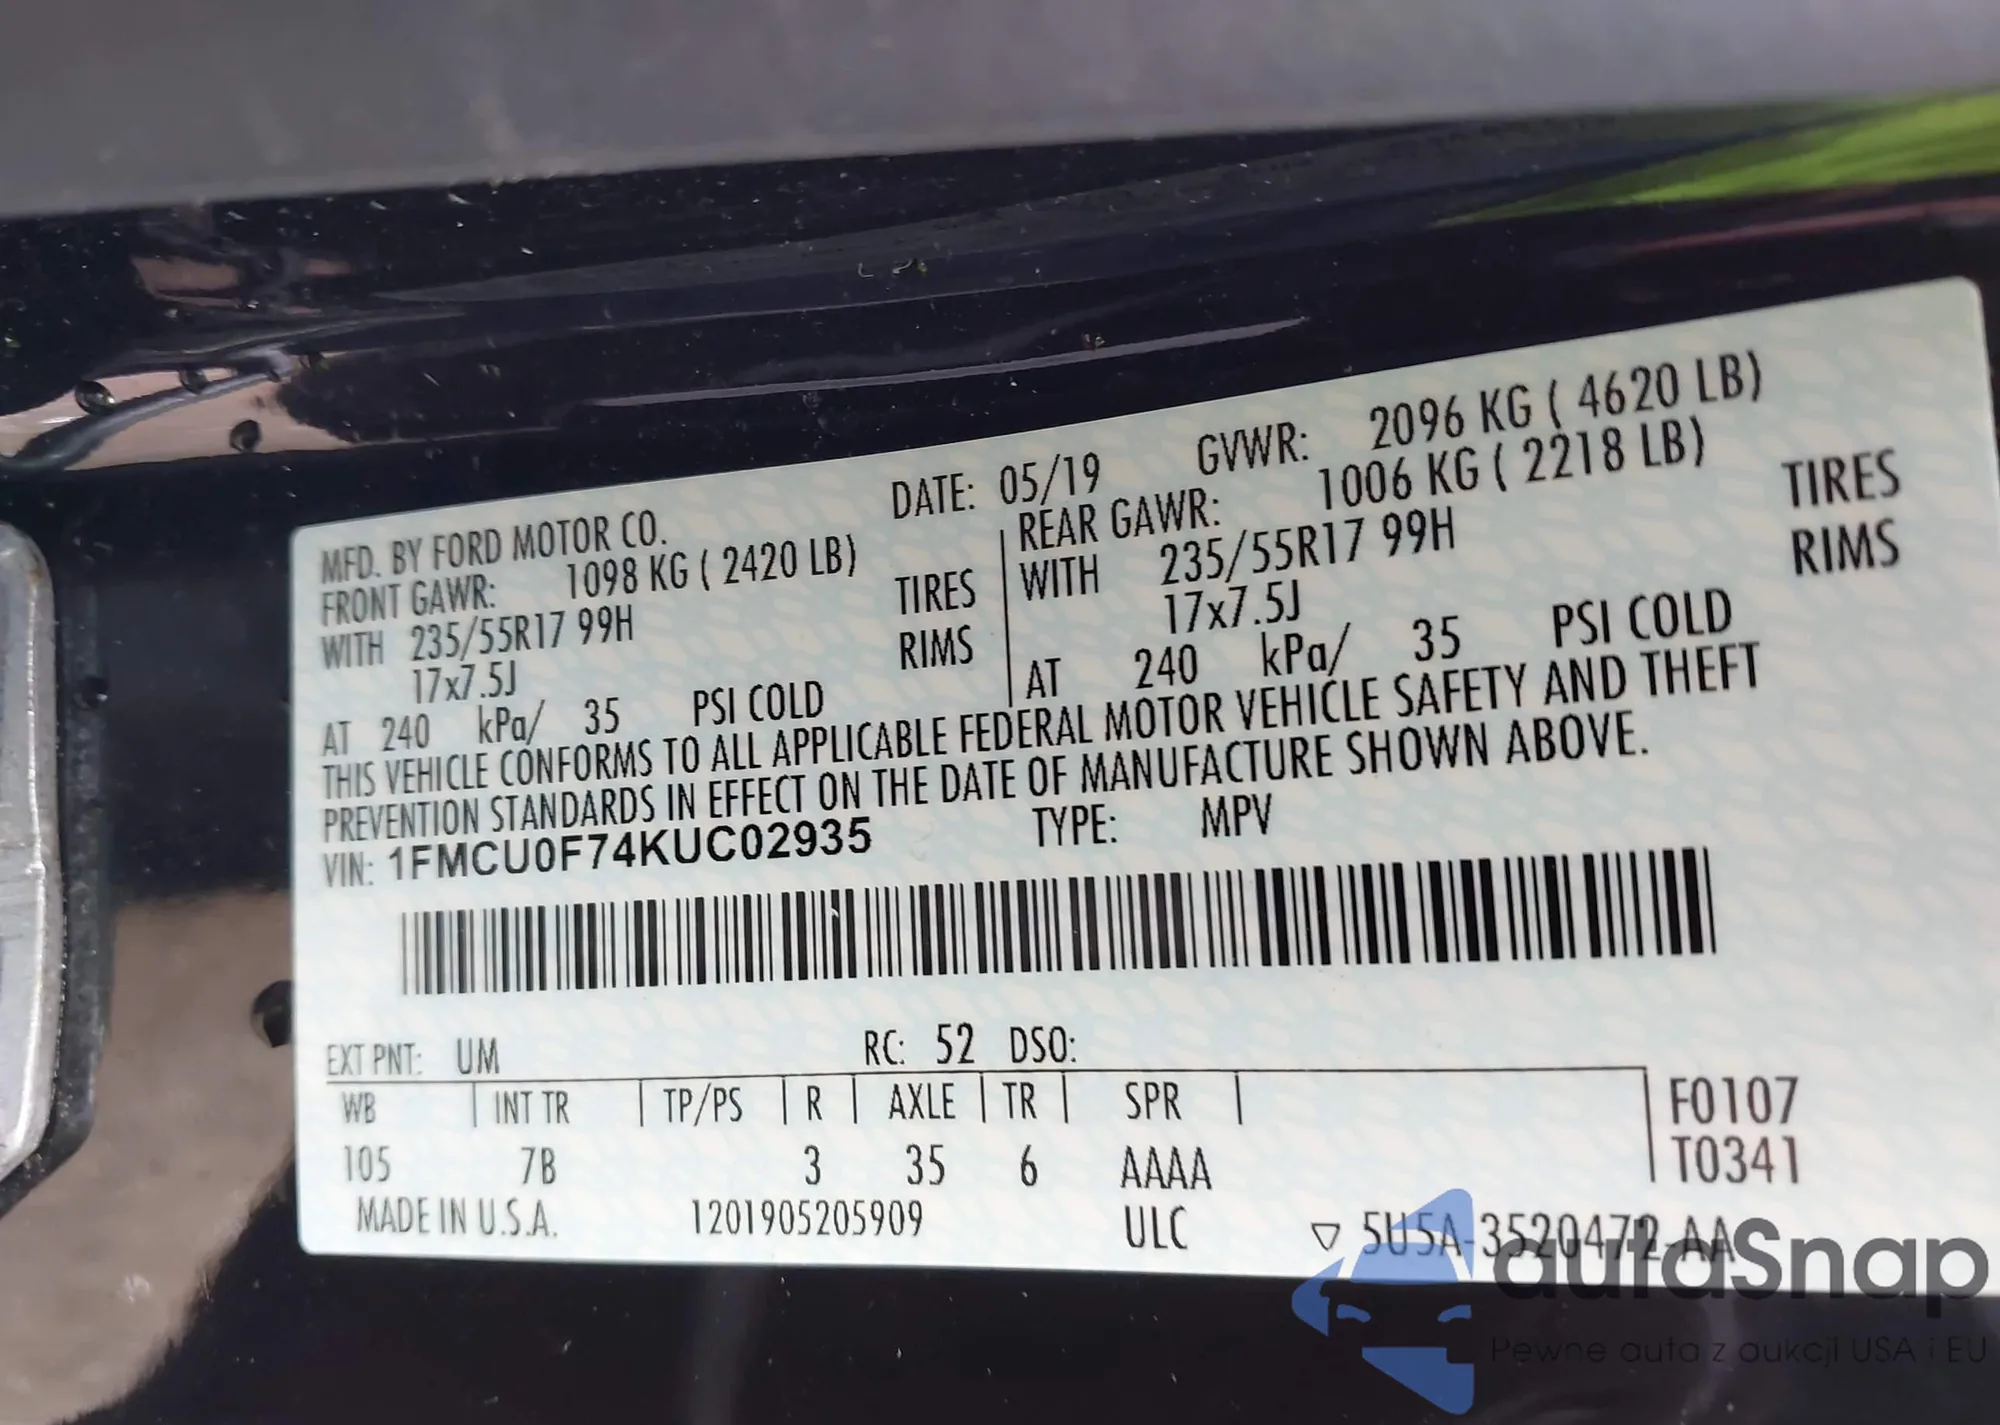 MFD. BY FORD MOTOR CO. DATE: 05/19 GVWR: 2096 KG ( 4620 LB)
FRONT GAWR: 1098 KG ( 2420 LB) REAR GAWR: 1006 KG ( 2218 LB)
WITH 235/55R17 99H TIRES WITH 235/55R17 99H TIRES
17x7.5J RIMS 17x7.5J RIMS
AT 240 kPa/ 35 PSI COLD AT 240 kPa/ 35 PSI COLD
THIS VEHICLE CONFORMS TO ALL APPLICABLE FEDERAL MOTOR VEHICLE SAFETY AND THEFT
PREVENTION STANDARDS IN EFFECT ON THE DATE OF MANUFACTURE SHOWN ABOVE.
VIN: 1FMCU0F74KUC02935 TYPE: MPV
EXT PNT: UM RC: 52 DSO:
WB INT TR TP/PS R AXLE TR SPR F0107
105 7B 3 35 6 AAAA T0341
MADE IN U.S.A. 1201905205909 ULC ▽ 5U5A-3520472-AA
autaSnap
Pewne auta z aukcji USA i EU